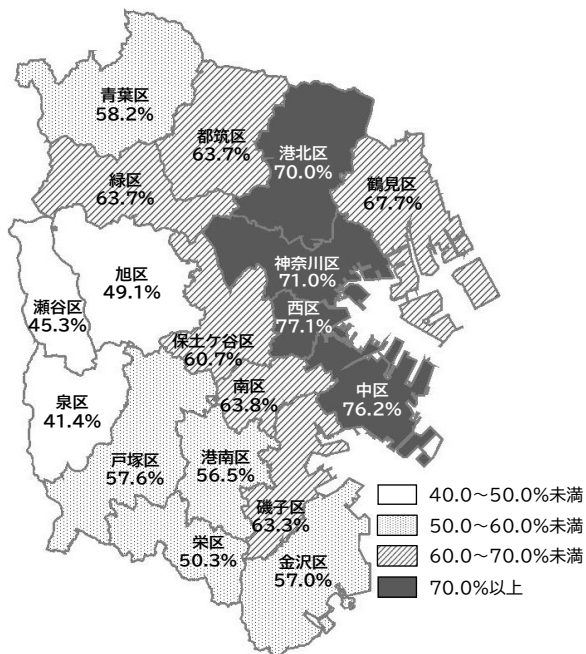 青葉区
58.2%
都筑区
63.7%
港北区
70.0%
緑区
63.7%
鶴見区
67.7%
旭区
49.1%
神奈川区
71.0%
瀬谷区
45.3%
西区
77.1%
保土ケ谷区
60.7%
南区
63.8%
中区
76.2%
泉区
41.4%
戸塚区
57.6%
港南区
56.5%
磯子区
63.3%
栄区
50.3%
金沢区
57.0%
40.0～50.0%未満
50.0～60.0%未満
60.0～70.0%未満
70.0%以上